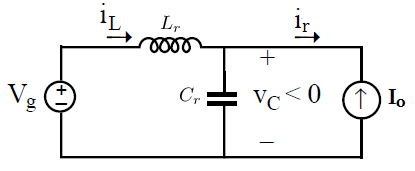 i_L L_r i_r
+
V_g + − C_r v_C < 0 ↑ I_o
−